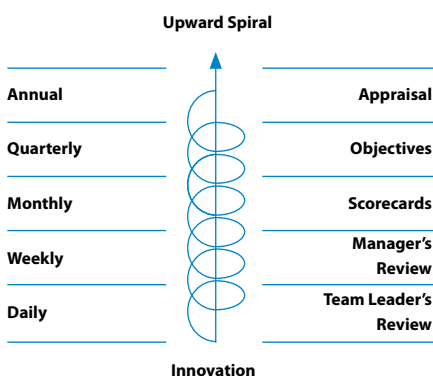 Upward Spiral
Annual
Appraisal
Quarterly
Objectives
Monthly
Scorecards
Weekly
Manager's
Review
Daily
Team Leader's
Review
Innovation